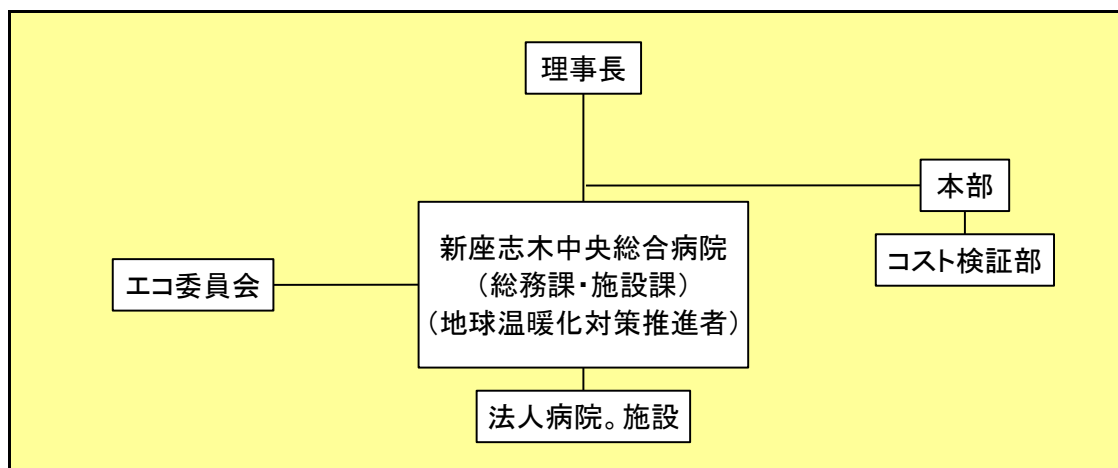 理事長
本部
コスト検証部
新座志木中央総合病院
（総務課・施設課）
（地球温暖化対策推進者）
エコ委員会
法人病院。施設